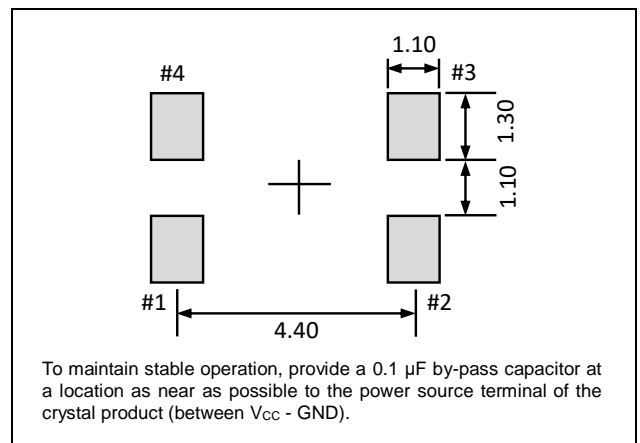 1.10
#4
#3
1.30
1.10
#1
#2
4.40
To maintain stable operation, provide a 0.1 µF by-pass capacitor at
a location as near as possible to the power source terminal of the
crystal product (between VCC - GND).